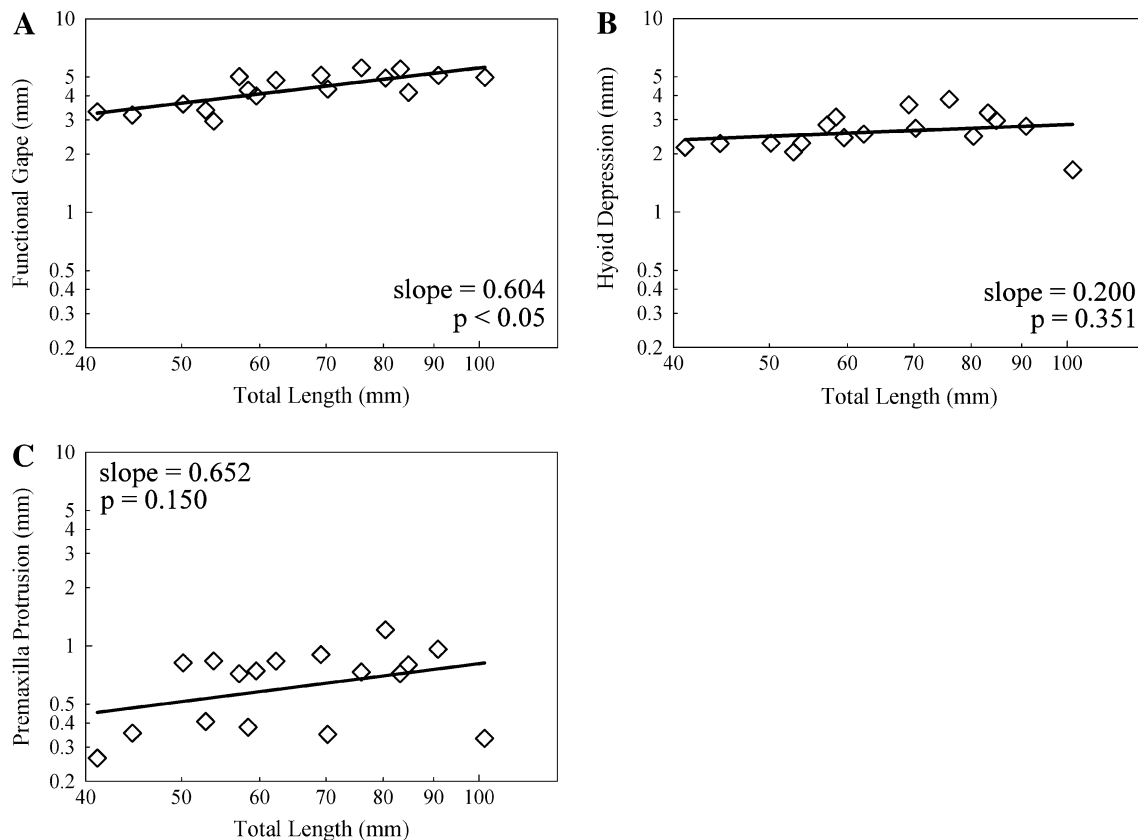 A
10
5
4
3
2
1
0.5
0.4
0.3
0.2
Functional Gape (mm)
slope = 0.604
p < 0.05
40 50 60 70 80 90 100
Total Length (mm)
B
10
5
4
3
2
1
0.5
0.4
0.3
0.2
Hyoid Depression (mm)
slope = 0.200
p = 0.351
40 50 60 70 80 90 100
Total Length (mm)
C
10
5
4
3
2
1
0.5
0.4
0.3
0.2
Premaxilla Protrusion (mm)
slope = 0.652
p = 0.150
40 50 60 70 80 90 100
Total Length (mm)